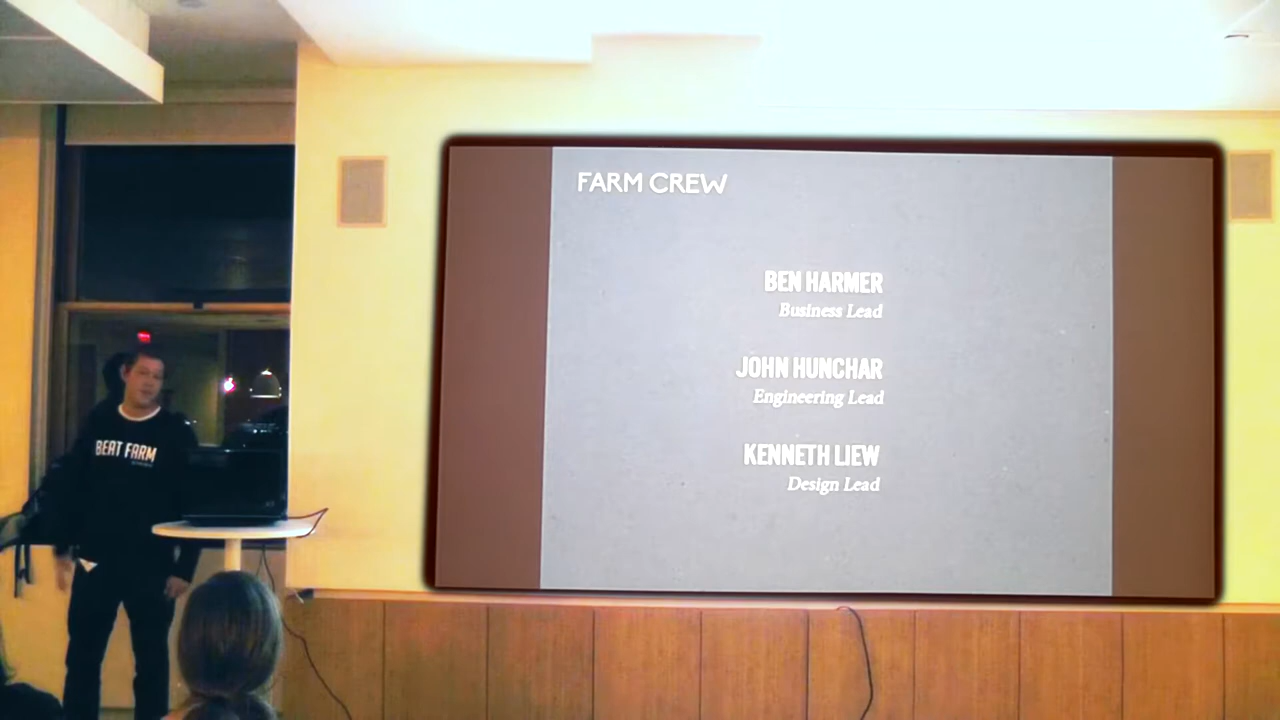 FARM CREW
BEN HARMER
Business Lead
JOHN HUNCHAR
Engineering Lead
KENNETH LIEW
Design Lead
BEAT FARM